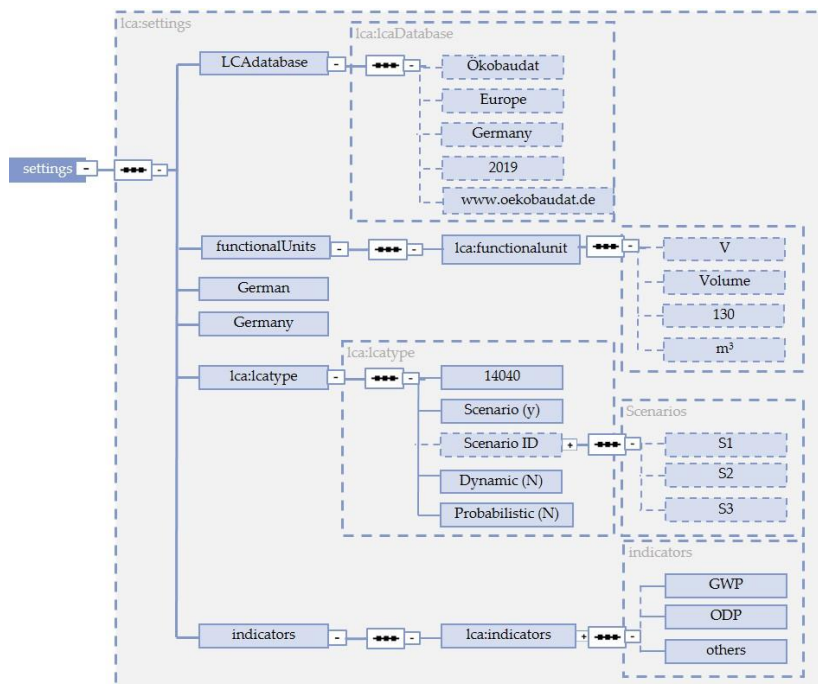 lca:settings
lca:lcaDatabase
LCAdatabase
Ökobaudat
Europe
Germany
2019
www.oekobaudat.de
settings
functionalUnits
lca:functionalunit
V
Volume
130
m³
German
Germany
lca:lcatype
lca:lcatype
14040
Scenario (y)
Scenario ID
Dynamic (N)
Probabilistic (N)
Scenarios
S1
S2
S3
indicators
GWP
ODP
others
indicators
lca:indicators